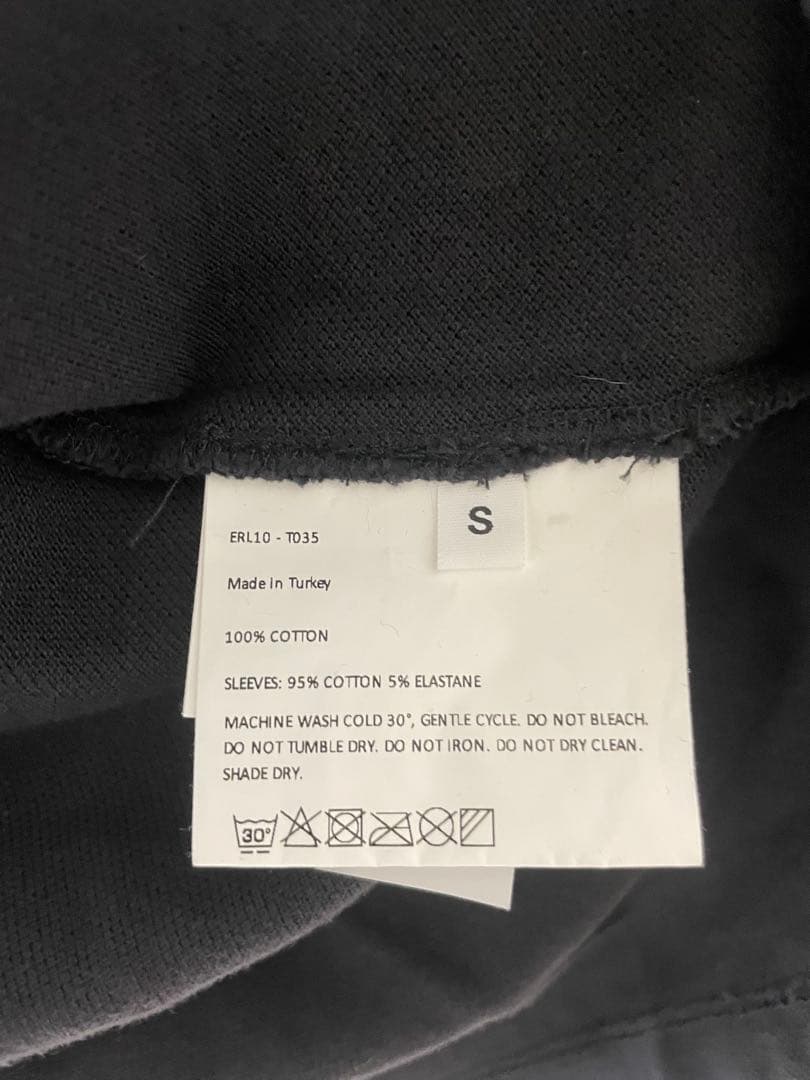 S
ERL10 - T035
Made in Turkey
100% COTTON
SLEEVES: 95% COTTON 5% ELASTANE
MACHINE WASH COLD 30°, GENTLE CYCLE. DO NOT BLEACH.
DO NOT TUMBLE DRY. DO NOT IRON. DO NOT DRY CLEAN.
SHADE DRY.
30°